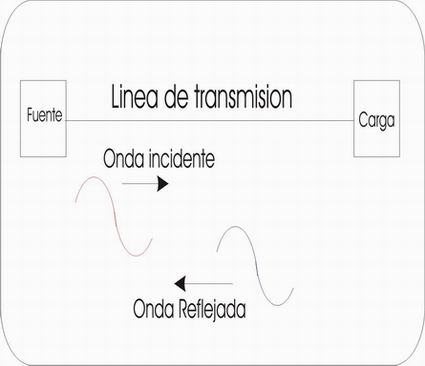 Linea de transmision
Fuente
Carga
Onda incidente
Onda Reflejada